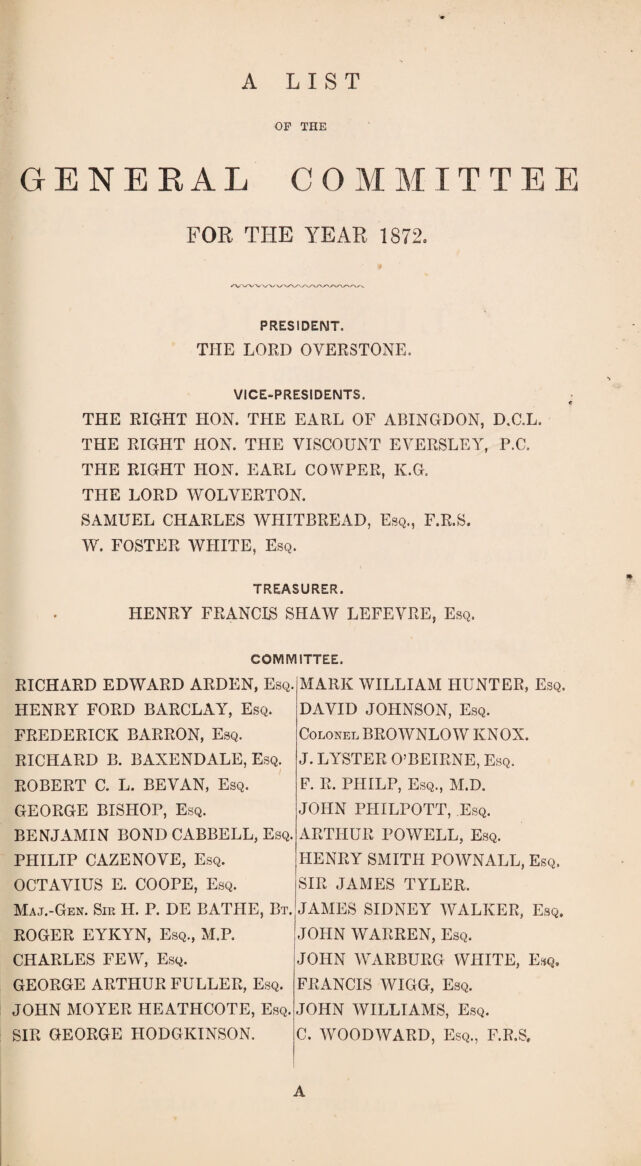 A LIST
OF THE
GENERAL COMMITTEE
FOR THE YEAR 1872.
PRESIDENT.
THE LORD OVERSTONE.
VICE-PRESIDENTS.
THE RIGHT HON. THE EARL OF ABINGDON, D.C.L.
THE RIGHT HON. THE VISCOUNT EVERSLEY, P.C.
THE RIGHT HON. EARL COWPER, K.G.
THE LORD WOLVERTON.
SAMUEL CHARLES WHITBREAD, Esq., F.R.S.
W. FOSTER WHITE, Esq.
TREASURER.
HENRY FRANCIS SHAW LEFEVRE, Esq.
COMMITTEE.
RICHARD EDWARD ARDEN, Esq.
HENRY FORD BARCLAY, Esq.
FREDERICK BARRON, Esq.
RICHARD B. BAXENDALE, Esq.
ROBERT C. L. BEVAN, Esq.
GEORGE BISHOP, Esq.
BENJAMIN BOND CABBELL, Esq.
PHILIP CAZENOVE, Esq.
OCTAVIUS E. COOPE, Esq.
Maj.-Gen. Sir H. P. DE BATHE, Bt.
ROGER EYKYN, Esq., M.P.
CHARLES FEW, Esq.
GEORGE ARTHUR FULLER, Esq.
JOHN MOYER HEATHCOTE, Esq.
SIR GEORGE HODGKINSON.
MARK WILLIAM HUNTER, Esq.
DAVID JOHNSON, Esq.
Colonel BROWNLOW KNOX.
J. LYSTER O'BEIRNE, Esq.
F. R. PHILP, Esq., M.D.
JOHN PHILPOTT, Esq.
ARTHUR POWELL, Esq.
HENRY SMITH POWNALL, Esq.
SIR JAMES TYLER.
JAMES SIDNEY WALKER, Esq.
JOHN WARREN, Esq.
JOHN WARBURG WHITE, Esq.
FRANCIS WIGG, Esq.
JOHN WILLIAMS, Esq.
C. WOODWARD, Esq., F.R.S.
A